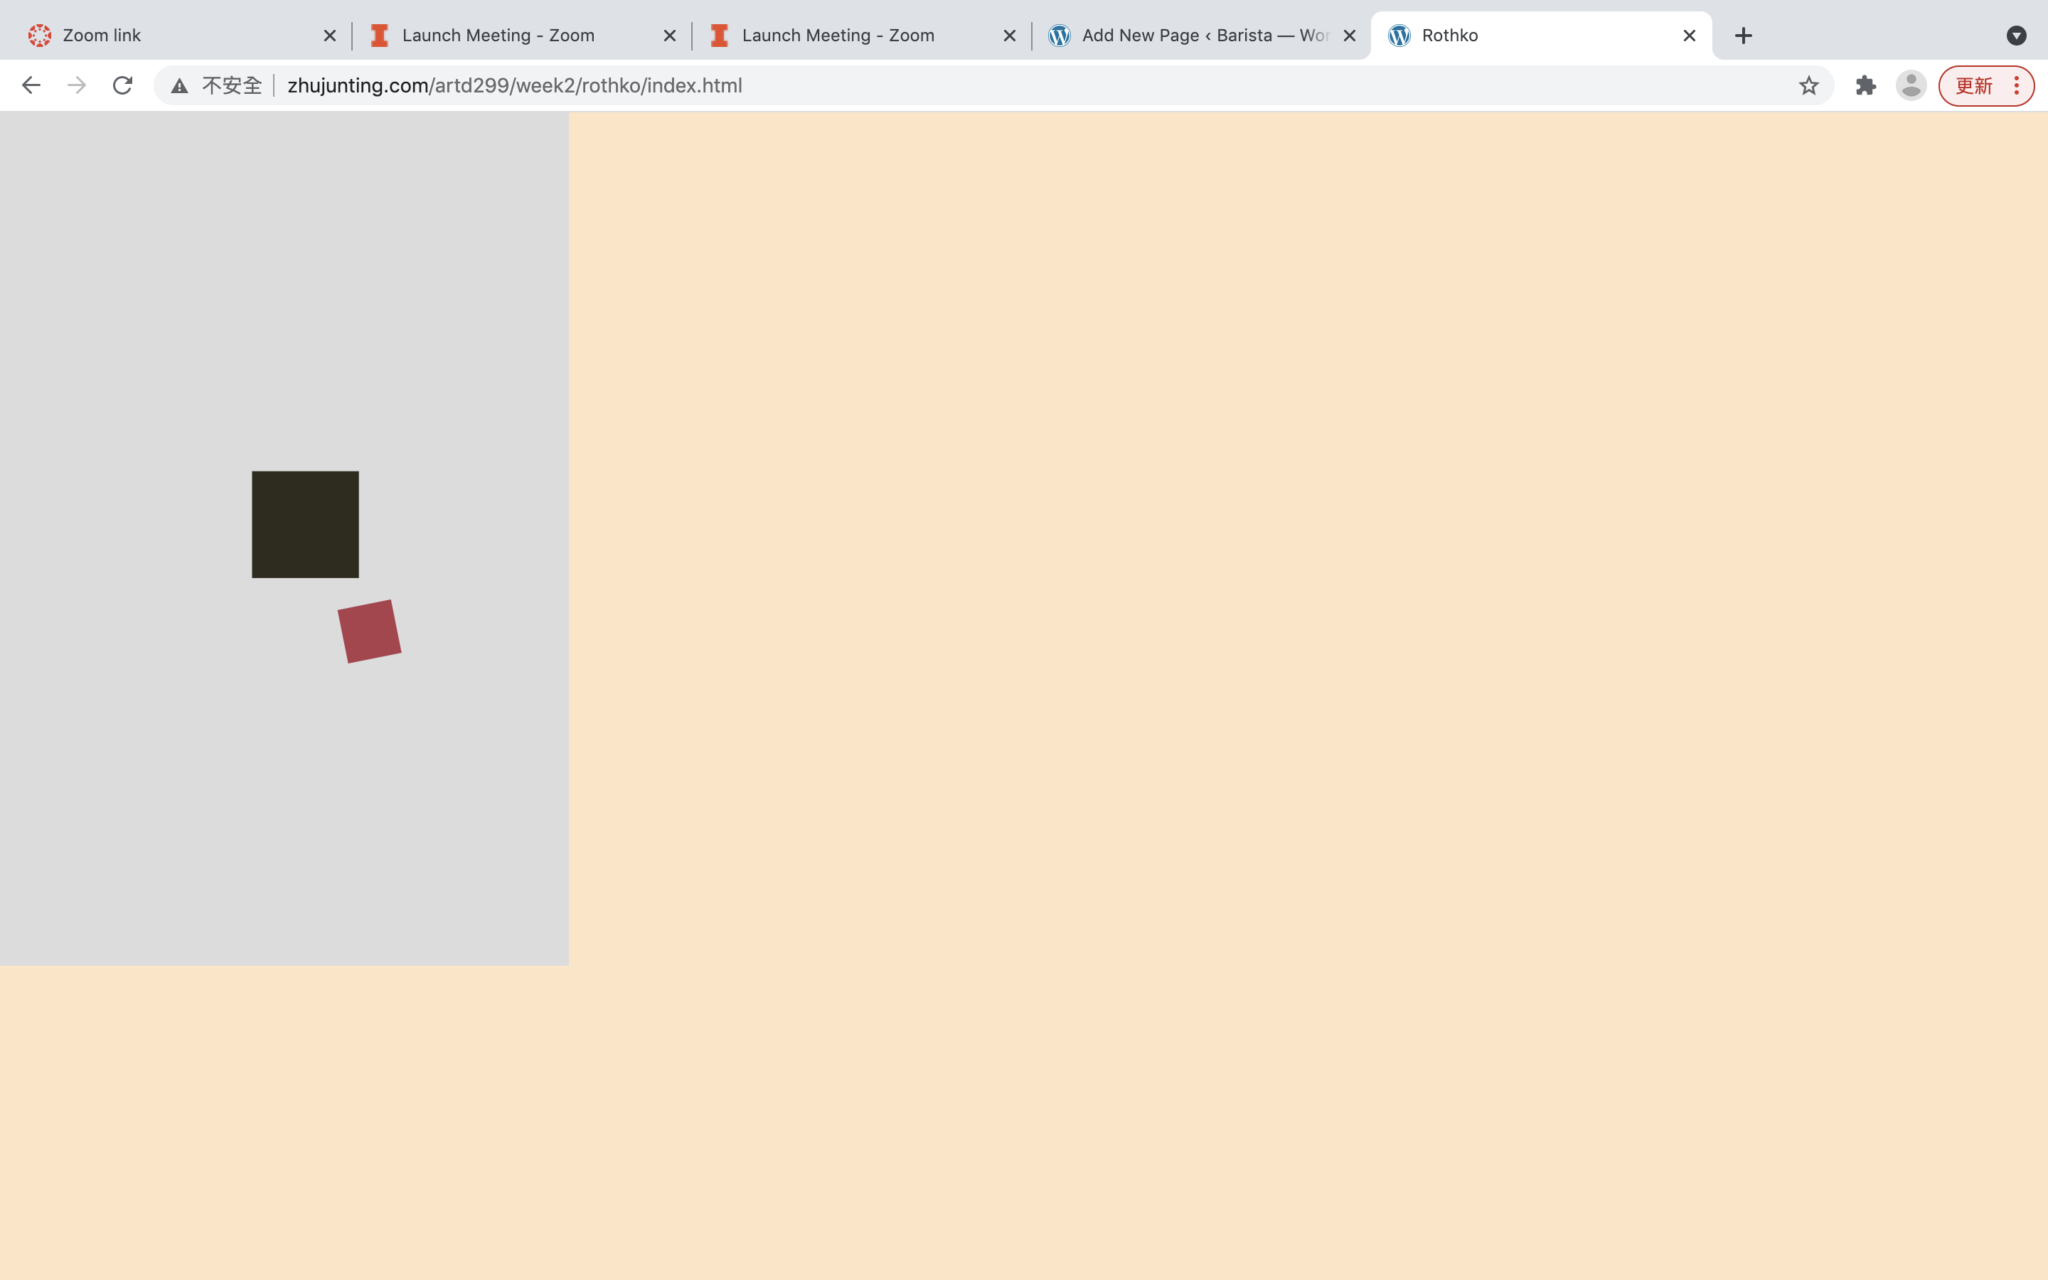 Zoom link
Launch Meeting - Zoom
Launch Meeting - Zoom
Add New Page ‹ Barista — Wor
Rothko
不安全
zhujunting.com/artd299/week2/rothko/index.html
更新